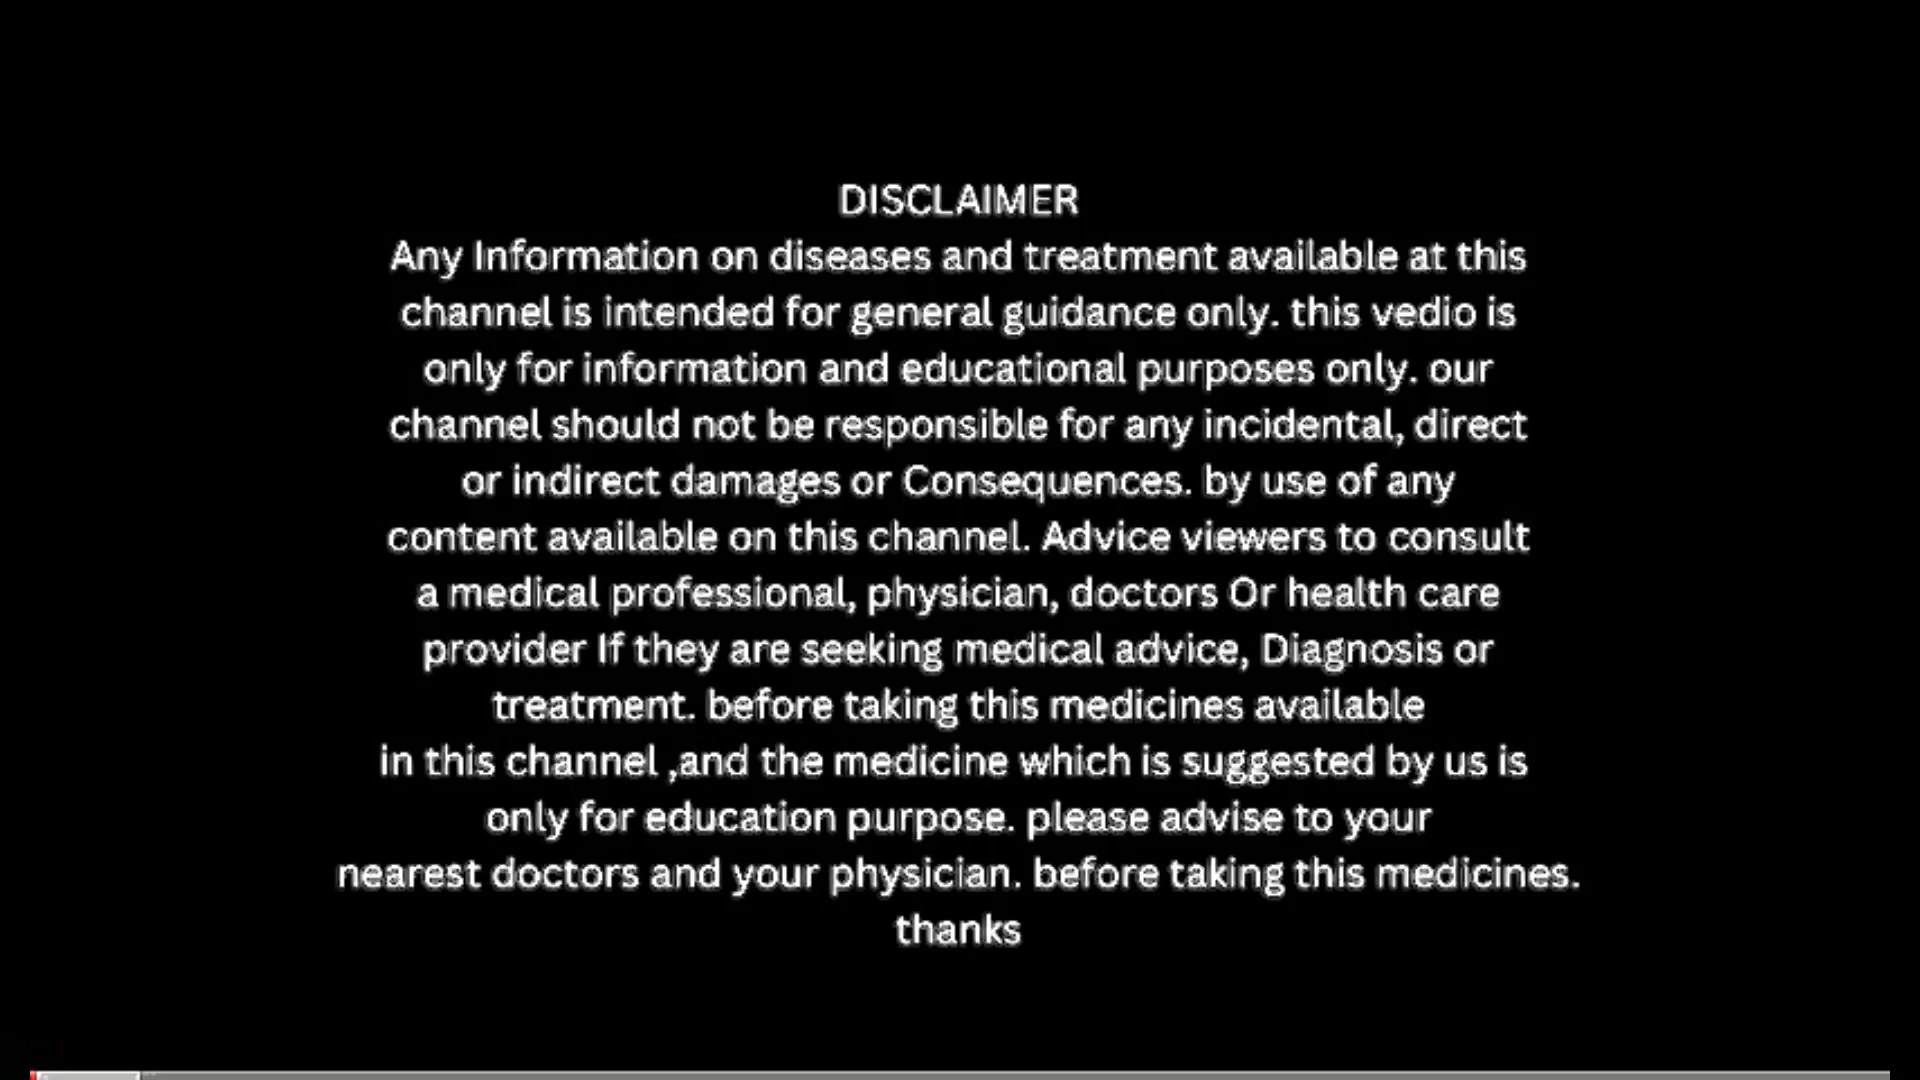 DISCLAIMER
Any Information on diseases and treatment available at this
channel is intended for general guidance only. this vedio is
only for information and educational purposes only. our
channel should not be responsible for any incidental, direct
or indirect damages or Consequences. by use of any
content available on this channel. Advice viewers to consult
a medical professional, physician, doctors Or health care
provider If they are seeking medical advice, Diagnosis or
treatment. before taking this medicines available
in this channel ,and the medicine which is suggested by us is
only for education purpose. please advise to your
nearest doctors and your physician. before taking this medicines.
thanks